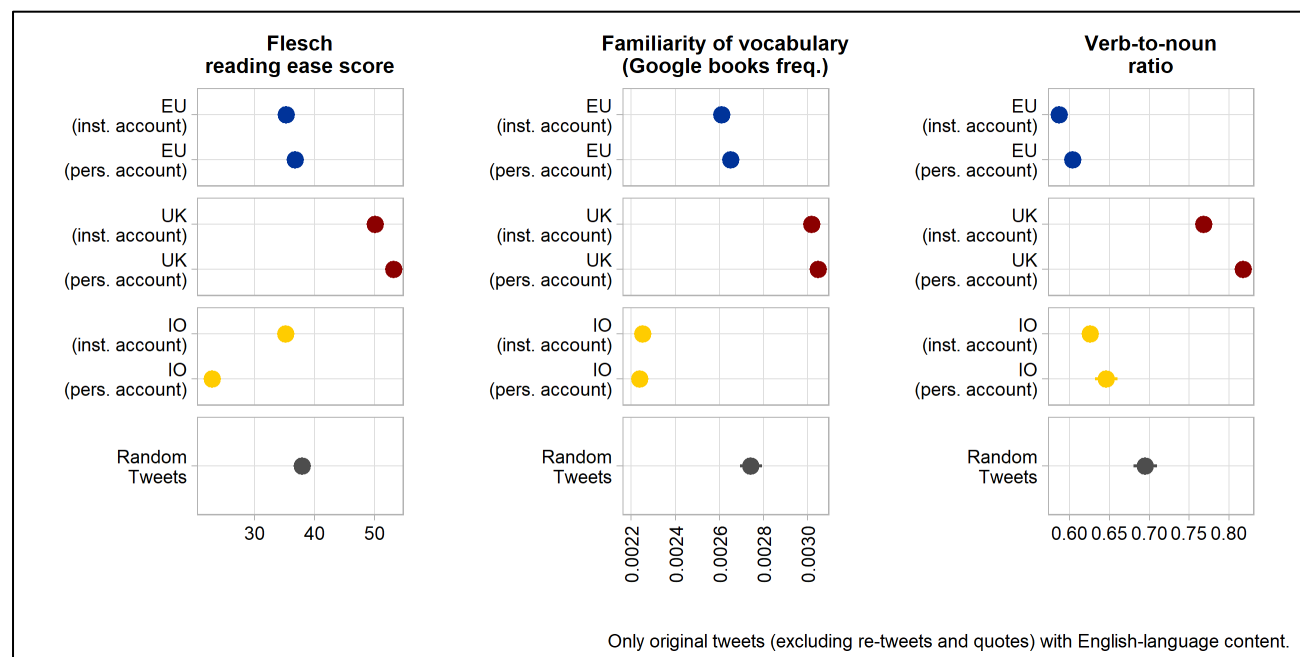 Flesch
reading ease score
EU
(inst. account)
EU
(pers. account)
UK
(inst. account)
UK
(pers. account)
IO
(inst. account)
IO
(pers. account)
Random
Tweets
30 40 50
Familiarity of vocabulary
(Google books freq.)
EU
(inst. account)
EU
(pers. account)
UK
(inst. account)
UK
(pers. account)
IO
(inst. account)
IO
(pers. account)
Random
Tweets
0.0022
0.0024
0.0026
0.0028
0.0030
Verb-to-noun
ratio
EU
(inst. account)
EU
(pers. account)
UK
(inst. account)
UK
(pers. account)
IO
(inst. account)
IO
(pers. account)
Random
Tweets
0.60 0.65 0.70 0.75 0.80
Only original tweets (excluding re-tweets and quotes) with English-language content.